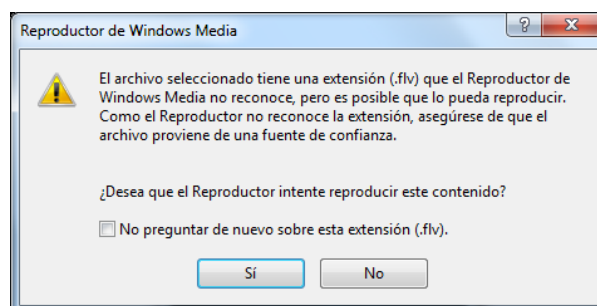 Reproductor de Windows Media
El archivo seleccionado tiene una extensión (.flv) que el Reproductor de
Windows Media no reconoce, pero es posible que lo pueda reproducir.
Como el Reproductor no reconoce la extensión, asegúrese de que el
archivo proviene de una fuente de confianza.
¿Desea que el Reproductor intente reproducir este contenido?
No preguntar de nuevo sobre esta extensión (.flv).
Sí No